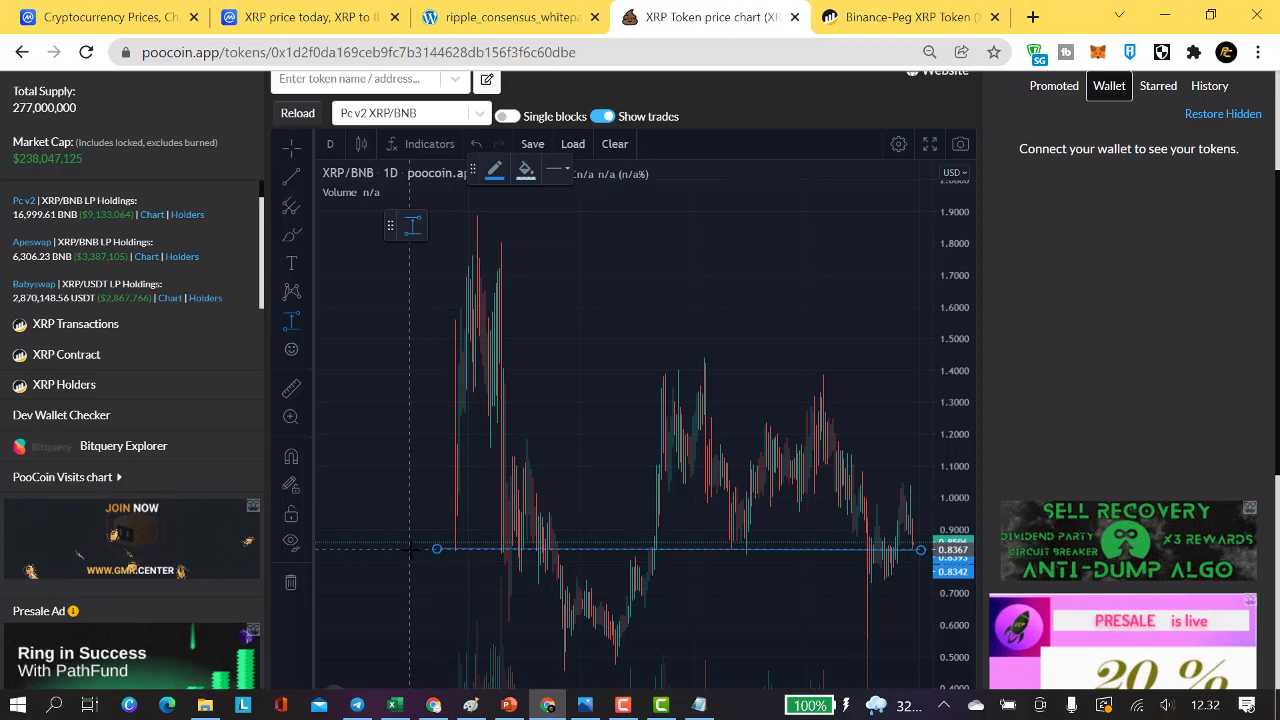 Cryptocurrency Prices, Ch
XRP price today, XRP to
ripple_consensus_whitepa
XRP Token price chart (XR
Binance-Peg XRP Token (
poocoin.app/tokens/0x1d2f0da169ceb9fc7b3144628db156f3f6c60dbe
SG
Total Supply:
277,000,000
Market Cap: (Includes locked, excludes burned)
$238,047,125
Pc v2 | XRP/BNB LP Holdings:
16,999.61 BNB ($9,133,064) | Chart | Holders
Apeswap | XRP/BNB LP Holdings:
6,306.23 BNB ($3,387,105) | Chart | Holders
Babyswap | XRP/USDT LP Holdings:
2,870,148.56 USDT ($2,867,766) | Chart | Holders
XRP Transactions
XRP Contract
XRP Holders
Dev Wallet Checker
Bitquery Bitquery Explorer
PooCoin Visits chart
JOIN NOW
WWW.GMR.CENTER
Presale Ad
Ring in Success
With PathFund
Enter token name / address...
Website
Reload
Pc v2 XRP/BNB
Single blocks
Show trades
D
Indicators
Save
Load
Clear
XRP/BNB · 1D · poocoin.ap
n/a n/a (n/a%)
Volume n/a
USD
1.9000
1.8000
1.7000
1.6000
1.5000
1.4000
1.3000
1.2000
1.1000
1.0000
0.9000
0.8367
0.8342
0.7000
0.6000
0.5000
Promoted
Wallet
Starred
History
Restore Hidden
Connect your wallet to see your tokens.
SELL RECOVERY
DIVIDEND PARTY
CIRCUIT BREAKER
X3 REWARDS
ANTI-DUMP ALGO
PRESALE is live
20 %
100%
32...
12.32